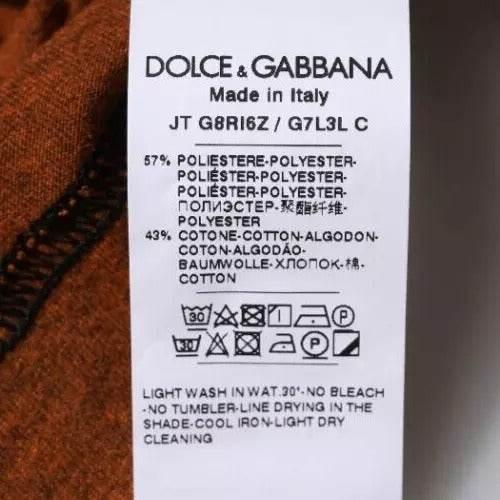 DOLCE & GABBANA
Made in Italy
JT G8RI6Z / G7L3L C
57% POLIESTERE-POLYESTER-
POLIÉSTER-POLYESTER-
POLIÉSTER-POLYESTER-
ПОЛИЭСТЕР-聚酯纤维-
POLYESTER
43% COTONE-COTTON-ALGODON-
COTON-ALGODÃO-
BAUMWOLLE-ХЛОПОК-棉-
COTTON
30 P
30 P
LIGHT WASH IN WAT.30°-NO BLEACH
-NO TUMBLER-LINE DRYING IN THE
SHADE-COOL IRON-LIGHT DRY
CLEANING